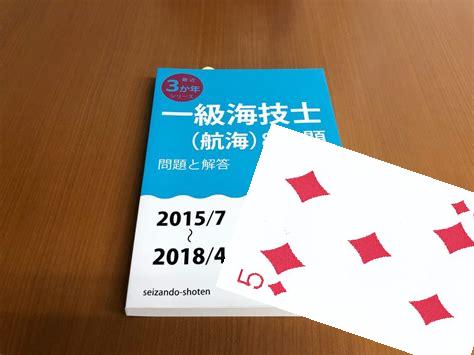 最近
3か年
シリーズ
一級海技士
(航海)
題
問題と解答
2015/7
~
2018/4
seizando-shoten
5